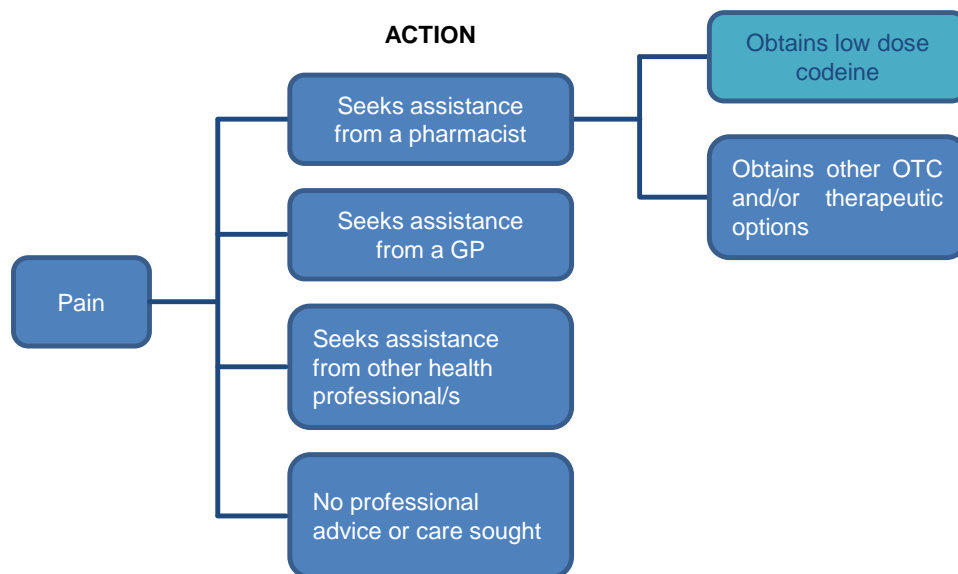 ACTION
Pain
Seeks assistance
from a pharmacist
Seeks assistance
from a GP
Seeks assistance
from other health
professional/s
No professional
advice or care sought
Obtains low dose
codeine
Obtains other OTC
and/or therapeutic
options